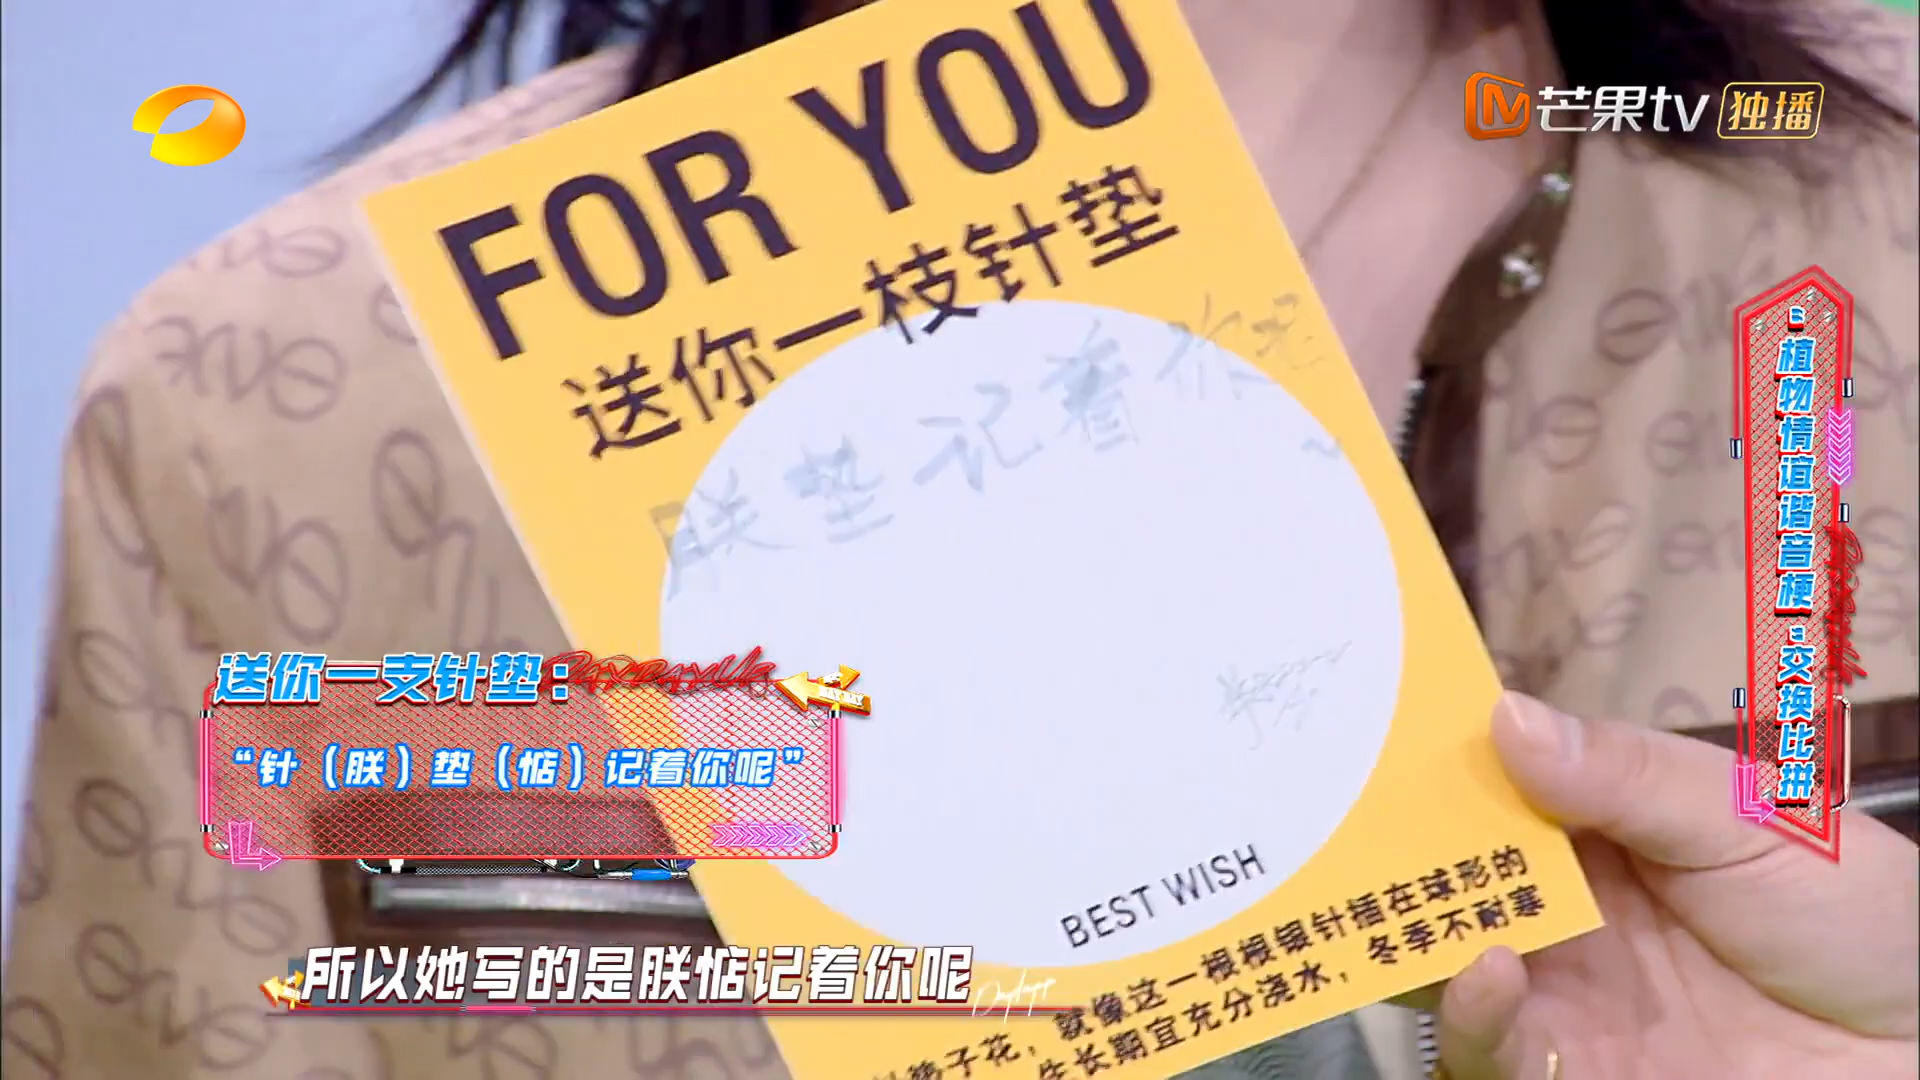 芒果tv 独播
FOR YOU
送你一枝针垫
朕垫记着你呢~
BEST WISH
子花，就像这一根根银针插在球形的
生长期宜充分浇水，冬季不耐寒
送你一支针垫：
“针（朕）垫（惦）记着你呢”
所以她写的是朕惦记着你呢
“植物情谊谐音梗”交换比拼